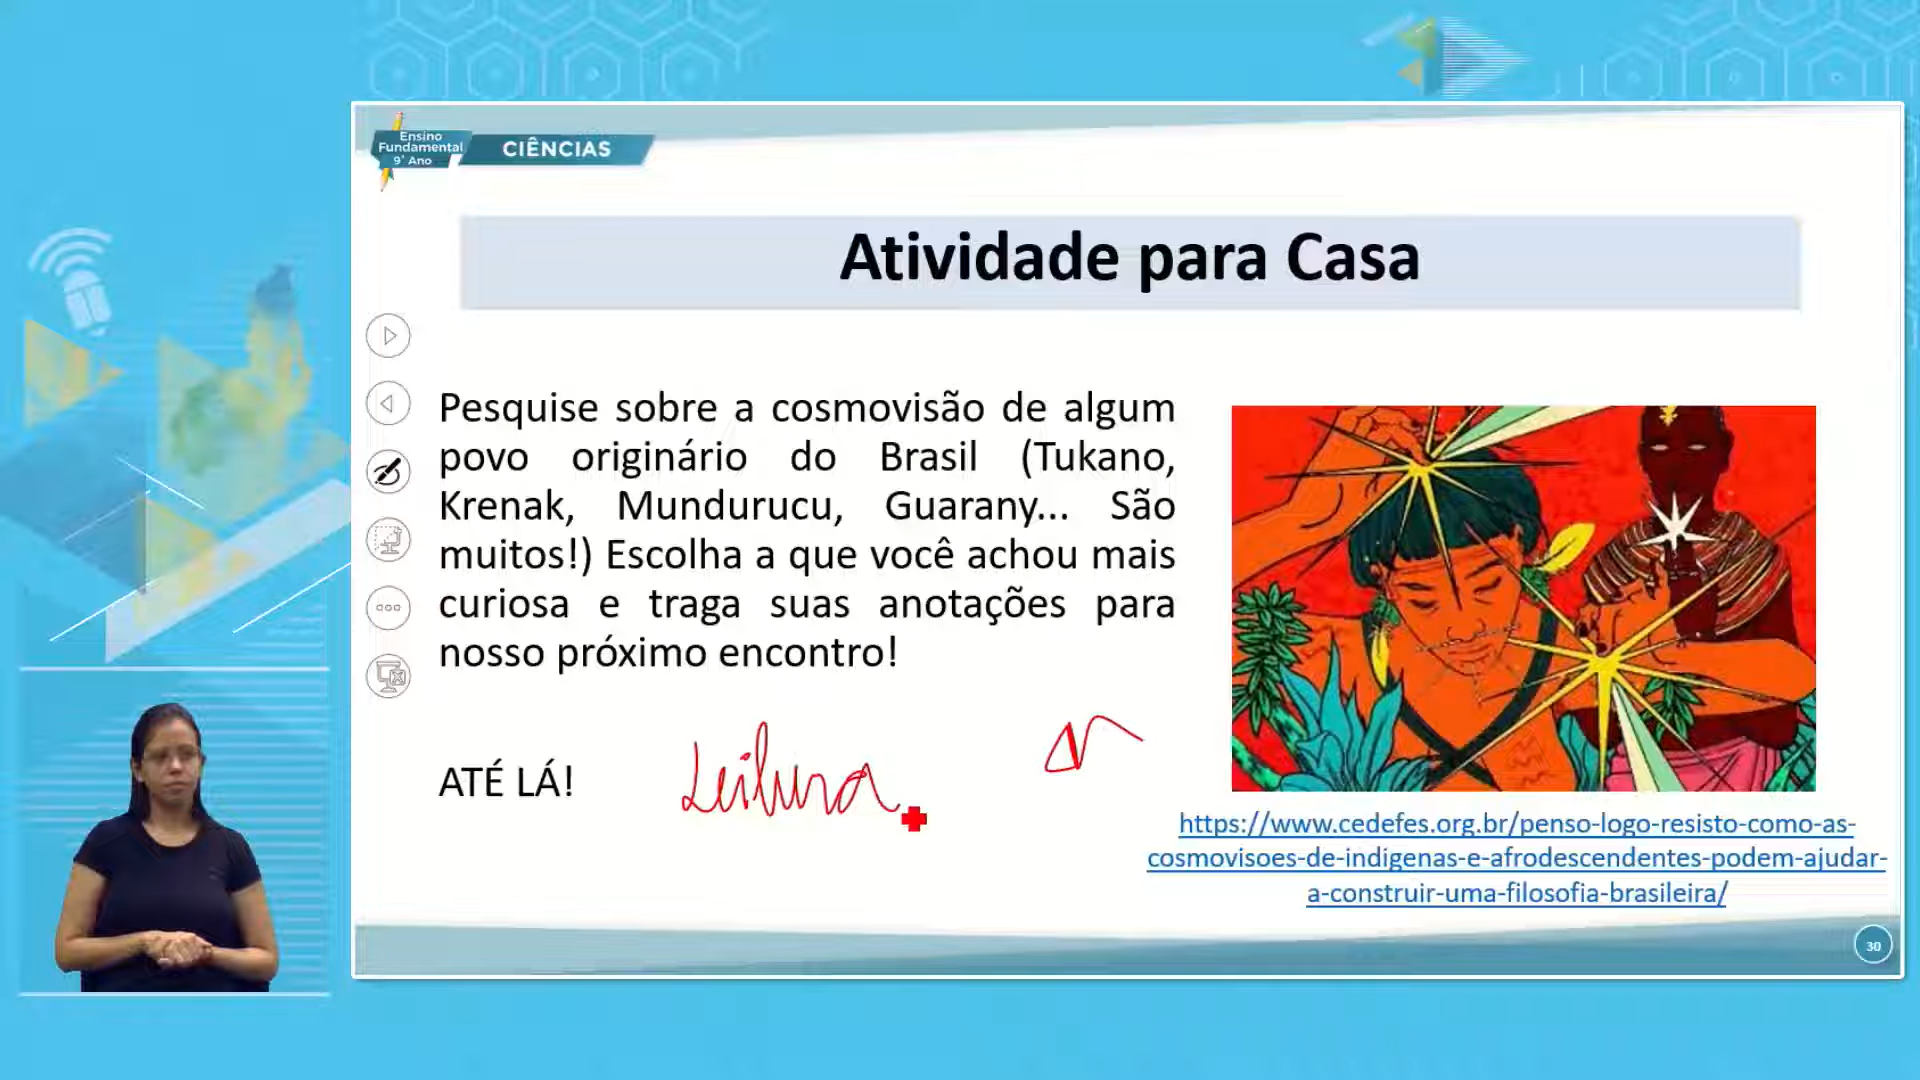 Ensino
Fundamental
9° Ano
CIÊNCIAS
Atividade para Casa
Pesquise sobre a cosmovisão de algum
povo originário do Brasil (Tukano,
Krenak, Mundurucu, Guarany... São
muitos!) Escolha a que você achou mais
curiosa e traga suas anotações para
nosso próximo encontro!
ATÉ LÁ!
Leitura
https://www.cedefes.org.br/penso-logo-resisto-como-as-
cosmovisoes-de-indigenas-e-afrodescendentes-podem-ajudar-
a-construir-uma-filosofia-brasileira/
30